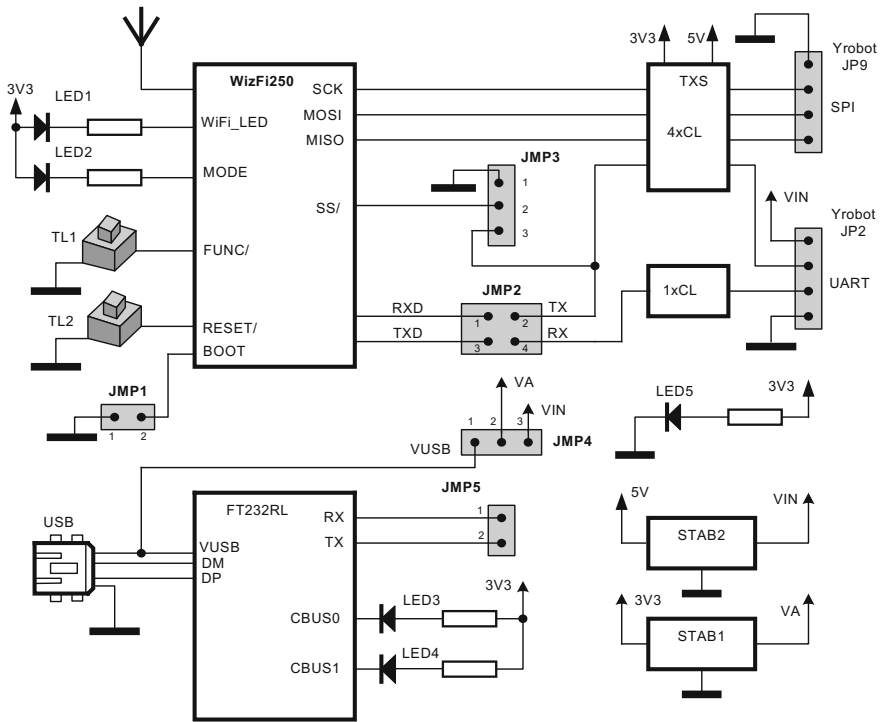 WizFi250
3V3
5V
Yrobot
JP9
3V3
LED1
SCK
TXS
SPI
WiFi_LED
MOSI
4xCL
LED2
MISO
JMP3
MODE
1
2
3
SS/
VIN
Yrobot
JP2
TL1
FUNC/
UART
JMP2
1xCL
RXD
1
2
TX
TL2
RESET/
TXD
3
4
RX
BOOT
JMP1
1
2
VA
LED5
3V3
VIN
1
2
3
VUSB
JMP4
JMP5
FT232RL
USB
RX
1
TX
2
5V
STAB2
VIN
VUSB
DM
DP
3V3
3V3
STAB1
VA
CBUS0
LED3
CBUS1
LED4